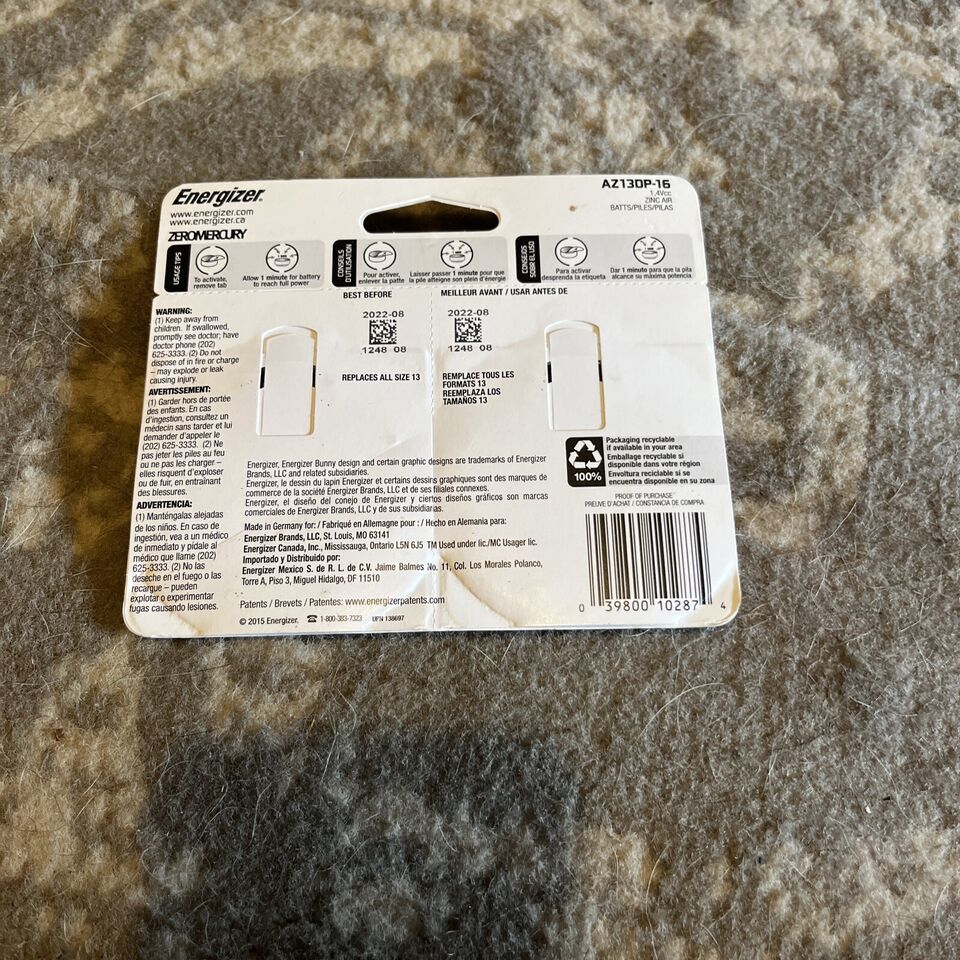 Energizer.
www.energizer.com
www.energizer.ca
ZEROMERCURY
AZ13DP-16
1,4Vcc
ZINC AIR
BATTS/PILES/PILAS
USAGE TIPS
To activate,
remove tab
Allow 1 minute for battery
to reach full power
CONSEILS
D'UTILISATION
Pour activer,
enlever la patte
Laisser passer 1 minute pour que
la pile atteigne son plein d'énergie
CONSEJOS
SOBRE EL USO
Para activar
desprenda la etiqueta
Dar 1 minuto para que la pila
alcance su máxima potencia
BEST BEFORE
MEILLEUR AVANT / USAR ANTES DE
2022-08
1248 08
2022-08
1248 08
REPLACES ALL SIZE 13
REMPLACE TOUS LES
FORMATS 13
REEMPLAZA LOS
TAMAÑOS 13
WARNING:
(1) Keep away from
children. If swallowed,
promptly see doctor; have
doctor phone (202)
625-3333. (2) Do not
dispose of in fire or charge
– may explode or leak
causing injury.
AVERTISSEMENT:
(1) Garder hors de portée
des enfants. En cas
d'ingestion, consultez un
médecin sans tarder et lui
demander d'appeler le
(202) 625-3333. (2) Ne
pas jeter les piles au feu
ou ne pas les charger –
elles risquent d'exploser
ou de fuir, en entraînant
des blessures.
ADVERTENCIA:
(1) Manténgalas alejadas
de los niños. En caso de
ingestión, vea a un médico
de inmediato y pídale al
médico que llame (202)
625-3333. (2) No las
deseche en el fuego o las
recargue – pueden
explotar o experimentar
fugas causando lesiones.
Energizer, Energizer Bunny design and certain graphic designs are trademarks of Energizer
Brands, LLC and related subsidiaries.
Energizer, le dessin du lapin Energizer et certains dessins graphiques sont des marques de
commerce de la société Energizer Brands, LLC et de ses filiales connexes.
Energizer, el diseño del conejo de Energizer y ciertos diseños gráficos son marcas
comerciales de Energizer Brands, LLC y de sus subsidiarias.
Made in Germany for: / Fabriqué en Allemagne pour : / Hecho en Alemania para:
Energizer Brands, LLC, St. Louis, MO 63141
Energizer Canada, Inc., Mississauga, Ontario L5N 6J5 TM Used under lic./MC Usager lic.
Importado y Distribuido por:
Energizer Mexico S. de R. L. de C.V. Jaime Balmes No. 11, Col. Los Morales Polanco,
Torre A, Piso 3, Miguel Hidalgo, DF 11510
Patents / Brevets / Patentes: www.energizerpatents.com
© 2015 Energizer. 1-800-383-7323 UFN 138697
100%
Packaging recyclable
if available in your area
Emballage recyclable si
disponible dans votre région
Envoltura reciclable si se
encuentra disponible en su zona
PROOF OF PURCHASE
PREUVE D'ACHAT / CONSTANCIA DE COMPRA
0 39800 10287 4